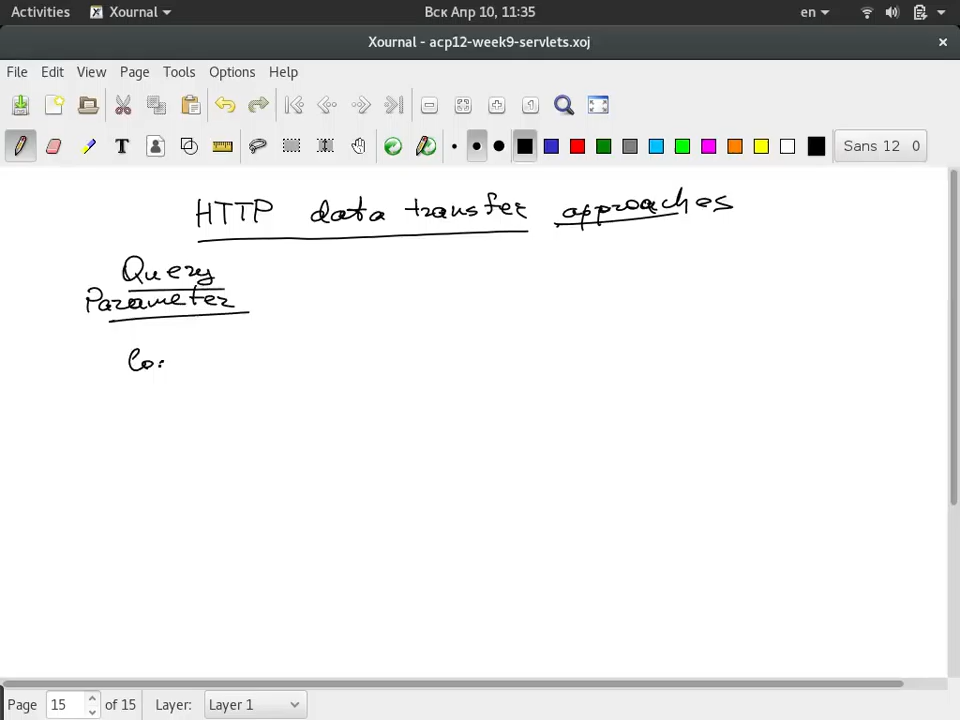 Activities Xournal Вск Апр 10, 11:35 en
Xournal - acp12-week9-servlets.xoj
File Edit View Page Tools Options Help
Sans 12 0
HTTP data transfer approaches
Query
Parameter
Page 15 of 15 Layer: Layer 1